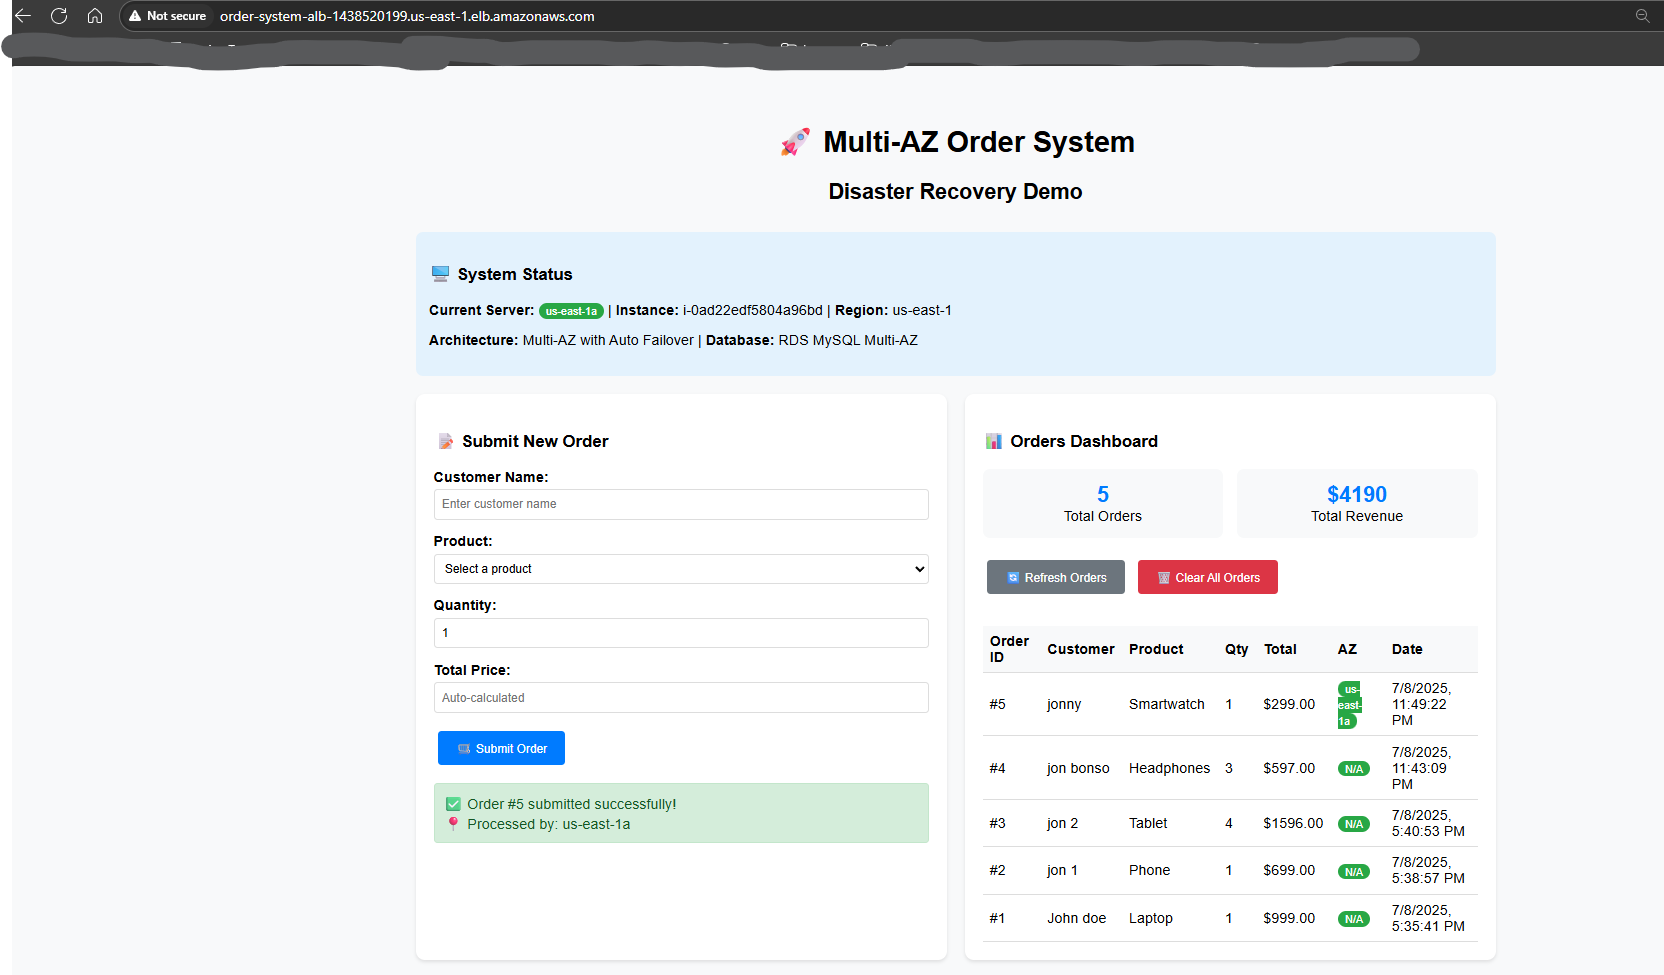 Not secure order-system-alb-1438520199.us-east-1.elb.amazonaws.com
Multi-AZ Order System
Disaster Recovery Demo
System Status
Current Server: us-east-1a | Instance: i-0ad22edf5804a96bd | Region: us-east-1
Architecture: Multi-AZ with Auto Failover | Database: RDS MySQL Multi-AZ
Submit New Order
Customer Name:
Enter customer name
Product:
Select a product
Quantity:
1
Total Price:
Auto-calculated
Submit Order
Order #5 submitted successfully!
Processed by: us-east-1a
Orders Dashboard
5
Total Orders
$4190
Total Revenue
Refresh Orders
Clear All Orders
Order ID Customer Product Qty Total AZ Date
#5 jonny Smartwatch 1 $299.00 us-east-1a 7/8/2025, 11:49:22 PM
#4 jon bonso Headphones 3 $597.00 N/A 7/8/2025, 11:43:09 PM
#3 jon 2 Tablet 4 $1596.00 N/A 7/8/2025, 5:40:53 PM
#2 jon 1 Phone 1 $699.00 N/A 7/8/2025, 5:38:57 PM
#1 John doe Laptop 1 $999.00 N/A 7/8/2025, 5:35:41 PM